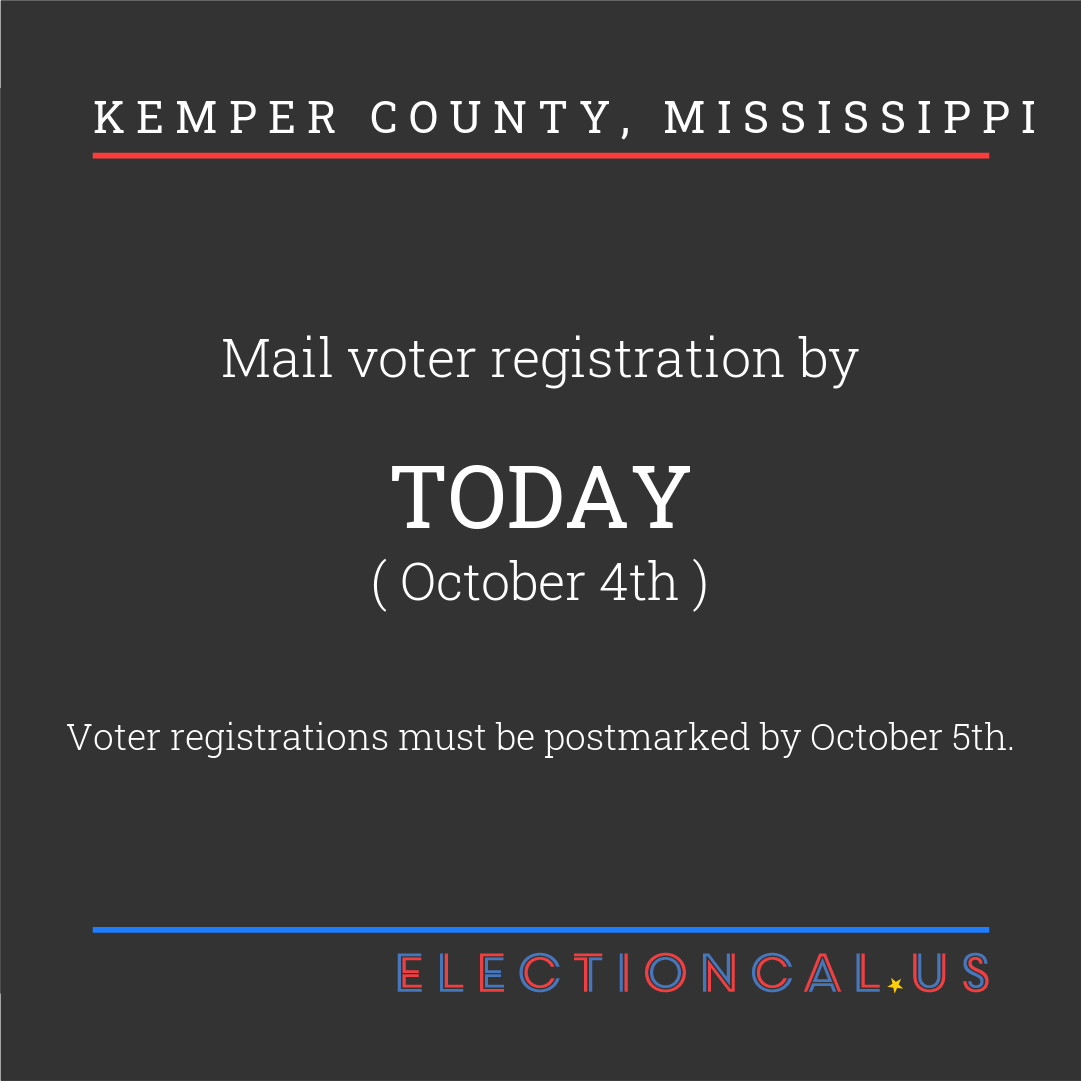 KEMPER COUNTY, MISSISSIPPI
Mail voter registration by
TODAY
( October 4th )
Voter registrations must be postmarked by October 5th.
ELECTIONCAL.US